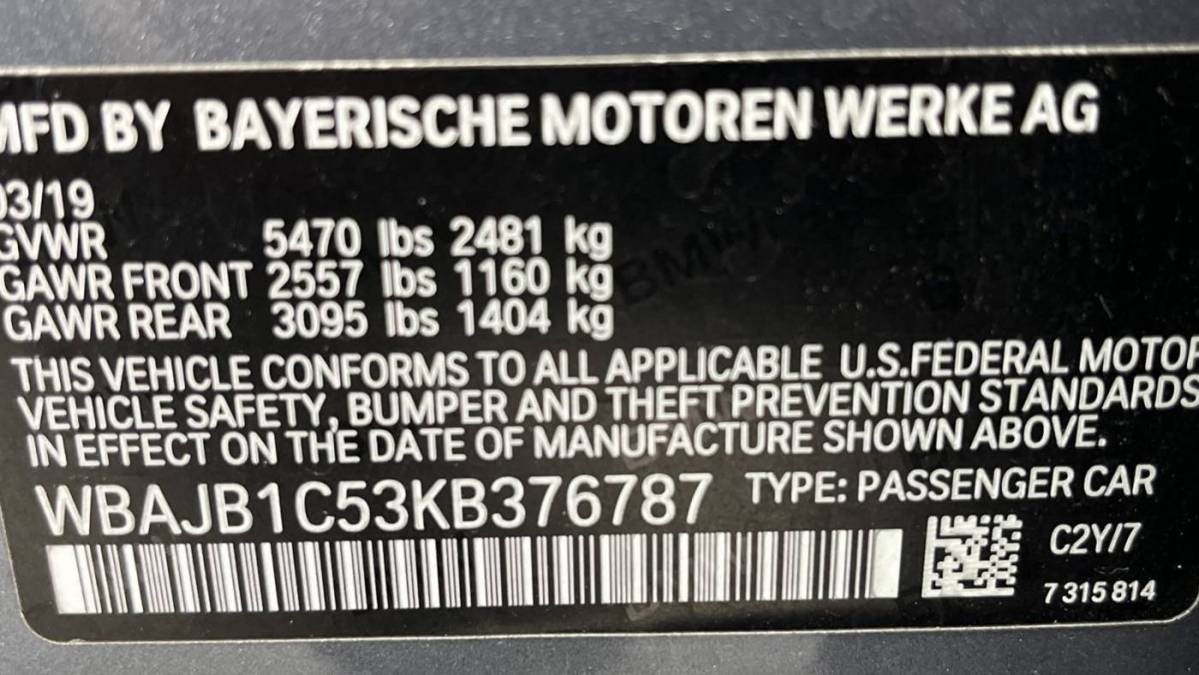 MFD BY BAYERISCHE MOTOREN WERKE AG
03/19
GVWR 5470 lbs 2481 kg
GAWR FRONT 2557 lbs 1160 kg
GAWR REAR 3095 lbs 1404 kg
THIS VEHICLE CONFORMS TO ALL APPLICABLE U.S.FEDERAL MOTOR
VEHICLE SAFETY, BUMPER AND THEFT PREVENTION STANDARDS
IN EFFECT ON THE DATE OF MANUFACTURE SHOWN ABOVE.
WBAJB1C53KB376787 TYPE: PASSENGER CAR
C2Y/7
7 315 814